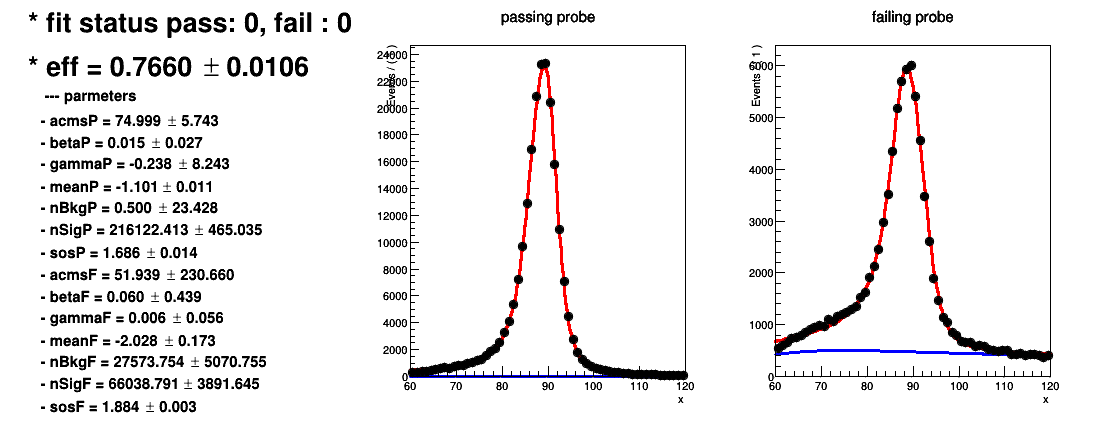 * fit status pass: 0, fail : 0
* eff = 0.7660 ± 0.0106
--- parmeters
- acmsP = 74.999 ± 5.743
- betaP = 0.015 ± 0.027
- gammaP = -0.238 ± 8.243
- meanP = -1.101 ± 0.011
- nBkgP = 0.500 ± 23.428
- nSigP = 216122.413 ± 465.035
- sosP = 1.686 ± 0.014
- acmsF = 51.939 ± 230.660
- betaF = 0.060 ± 0.439
- gammaF = 0.006 ± 0.056
- meanF = -2.028 ± 0.173
- nBkgF = 27573.754 ± 5070.755
- nSigF = 66038.791 ± 3891.645
- sosF = 1.884 ± 0.003
passing probe
Events / ( 1 )
24000
22000
20000
18000
16000
14000
12000
10000
8000
6000
4000
2000
0
60 70 80 90 100 110 120
x
failing probe
Events / ( 1 )
6000
5000
4000
3000
2000
1000
0
60 70 80 90 100 110 120
x